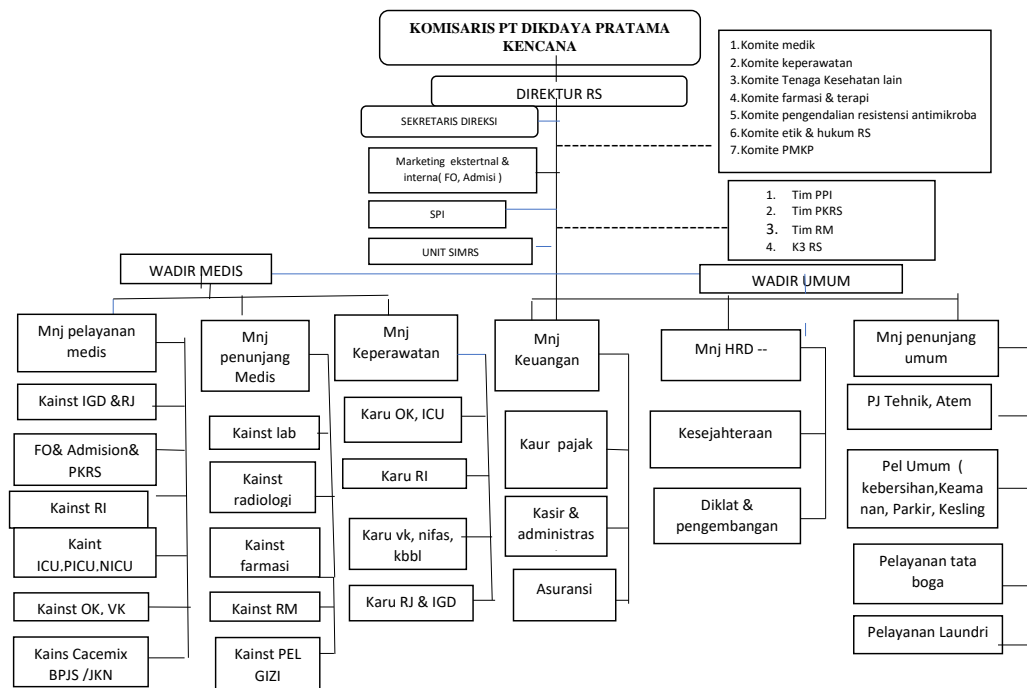 KOMISARIS PT DIKDAYA PRATAMA
KENCANA
DIREKTUR RS
SEKRETARIS DIREKSI
Marketing ekstertnal &
interna( FO, Admisi )
SPI
UNIT SIMRS
1.Komite medik
2.Komite keperawatan
3.Komite Tenaga Kesehatan lain
4.Komite farmasi & terapi
5.Komite pengendalian resistensi antimikroba
6.Komite etik & hukum RS
7.Komite PMKP
1. Tim PPI
2. Tim PKRS
3. Tim RM
4. K3 RS
WADIR MEDIS
WADIR UMUM
Mnj pelayanan
medis
Kainst IGD &RJ
FO& Admision&
PKRS
Kainst RI
Kaint
ICU.PICU.NICU
Kainst OK, VK
Kains Cacemix
BPJS /JKN
Mnj
penunjang
Medis
Kainst lab
Kainst
radiologi
Kainst
farmasi
Kainst RM
Kainst PEL
GIZI
Mnj
Keperawatan
Karu OK, ICU
Karu RI
Karu vk, nifas,
kbbl
Karu RJ & IGD
Mnj
Keuangan
Kaur pajak
Kasir &
administras
Asuransi
Mnj HRD --
Kesejahteraan
Diklat &
pengembangan
Mnj penunjang
umum
PJ Tehnik, Atem
Pel Umum (
kebersihan,Keama
nan, Parkir, Kesling
Pelayanan tata
boga
Pelayanan Laundri